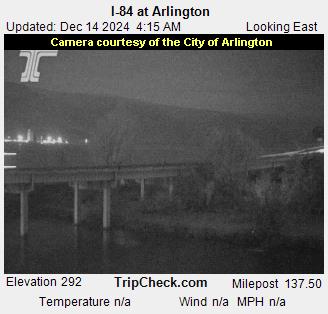 I-84 at Arlington
Updated: Dec 14 2024 4:15 AM Looking East
Camera courtesy of the City of Arlington
Elevation 292 TripCheck.com Milepost 137.50
Temperature n/a Wind n/a MPH n/a